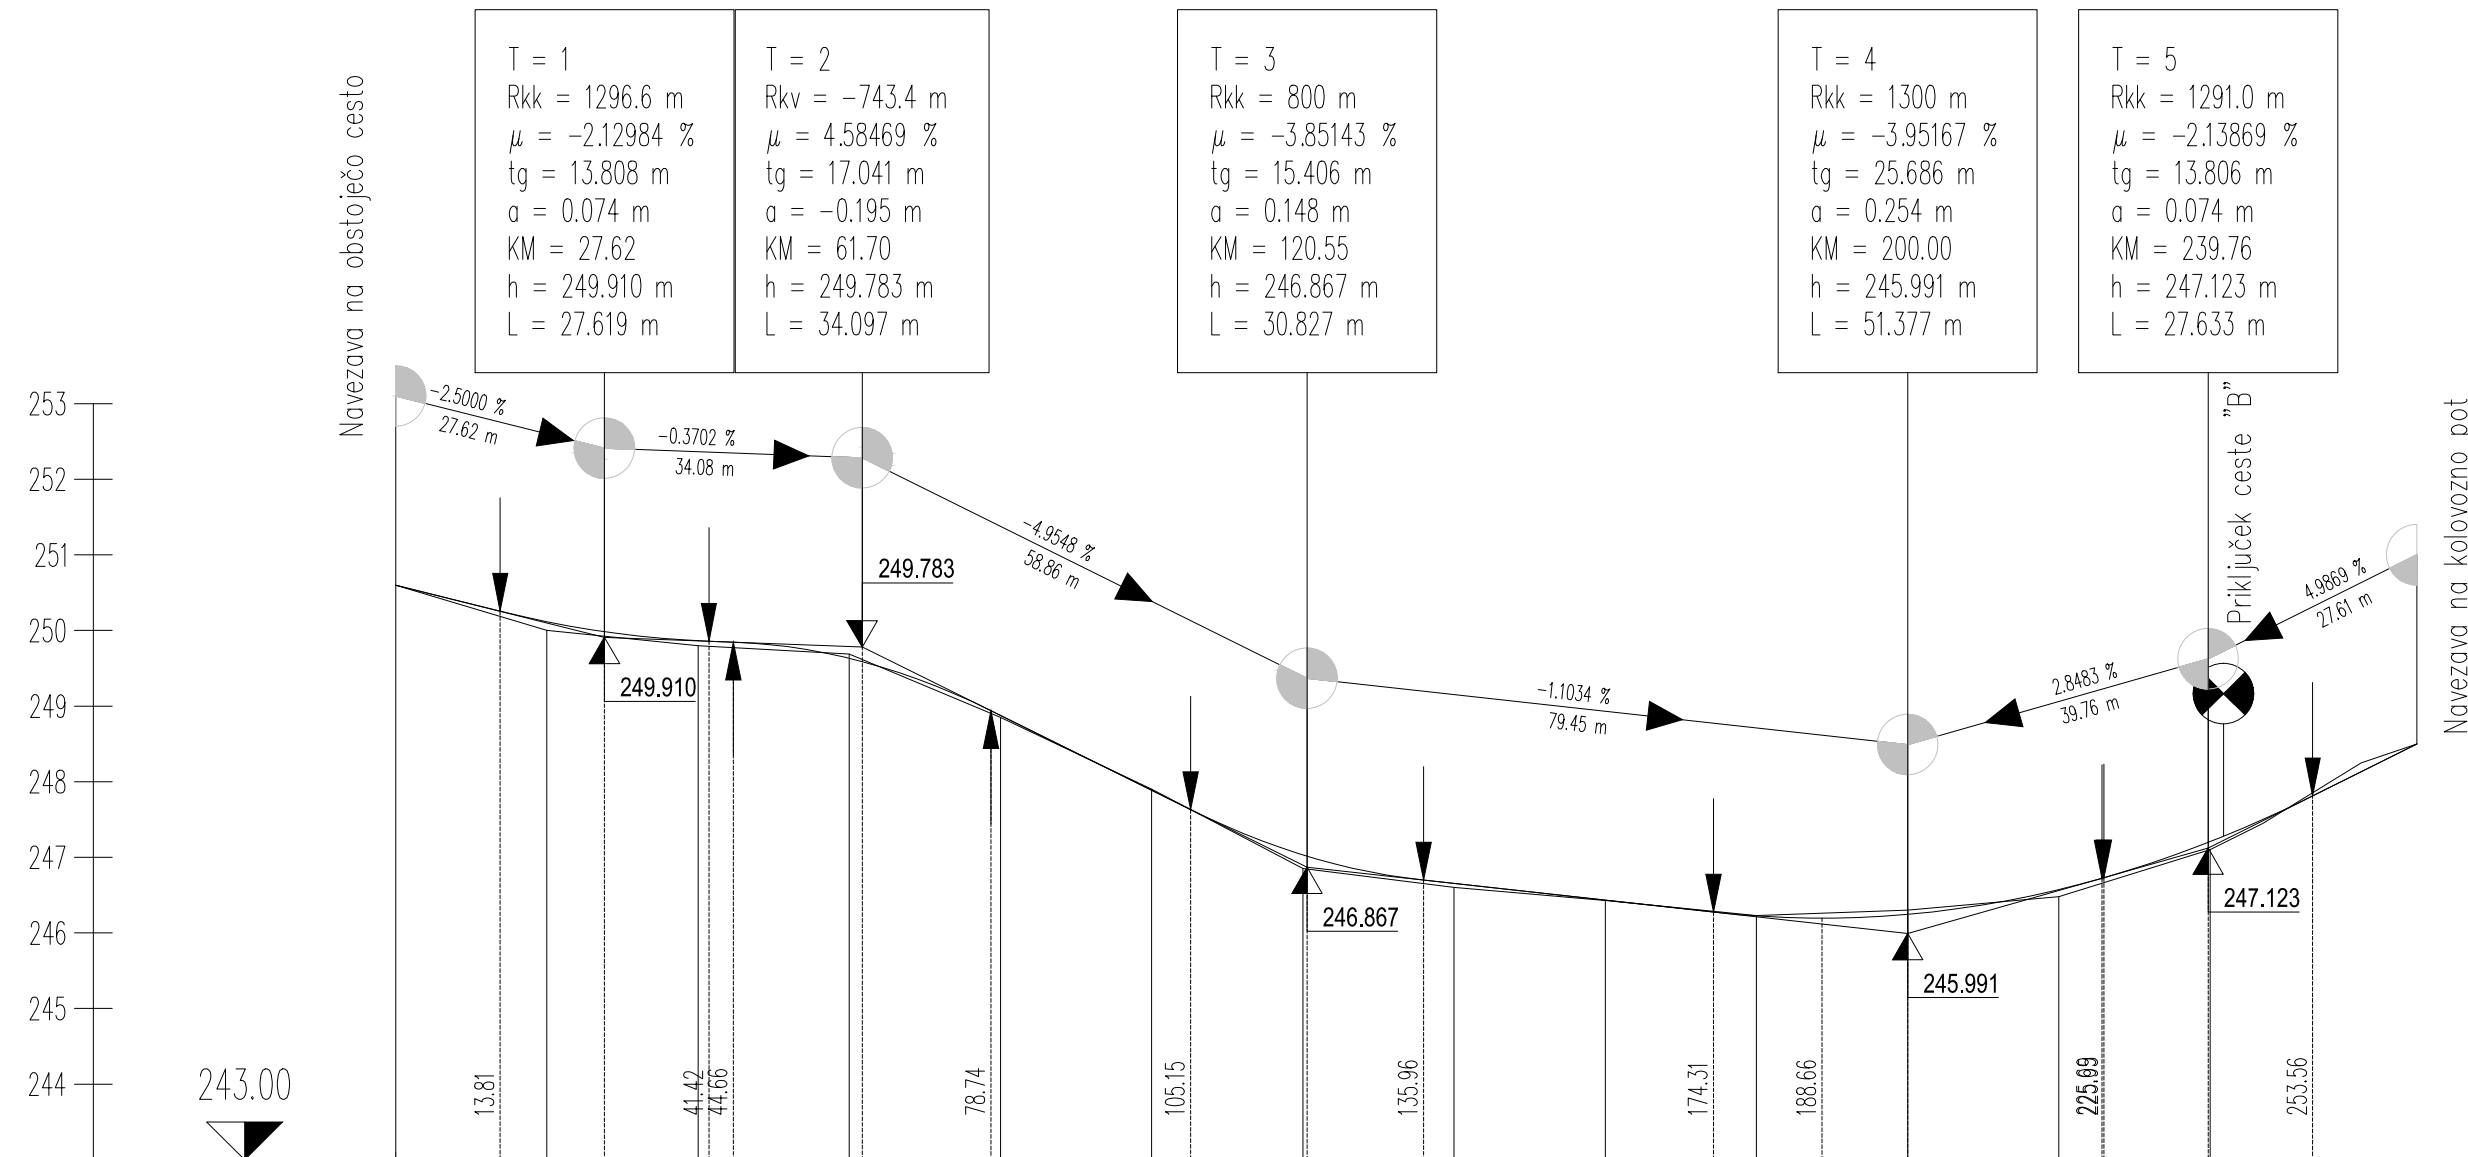 T = 1
Rkk = 1296.6 m
μ = -2.12984 %
tg = 13.808 m
a = 0.074 m
KM = 27.62
h = 249.910 m
L = 27.619 m
T = 2
Rkv = -743.4 m
μ = 4.58469 %
tg = 17.041 m
a = -0.195 m
KM = 61.70
h = 249.783 m
L = 34.097 m
T = 3
Rkk = 800 m
μ = -3.85143 %
tg = 15.406 m
a = 0.148 m
KM = 120.55
h = 246.867 m
L = 30.827 m
T = 4
Rkk = 1300 m
μ = -3.95167 %
tg = 25.686 m
a = 0.254 m
KM = 200.00
h = 245.991 m
L = 51.377 m
T = 5
Rkk = 1291.0 m
μ = -2.13869 %
tg = 13.806 m
a = 0.074 m
KM = 239.76
h = 247.123 m
L = 27.633 m
Navezava na obstoječo cesto
-2.5000 %
27.62 m
-0.3702 %
34.08 m
-4.9548 %
58.86 m
-1.1034 %
79.45 m
2.8483 %
39.76 m
4.9869 %
27.61 m
Priključek ceste "B"
Navezava na kolovozno pot
253
252
251
250
249
248
247
246
245
244
243.00
249.910
249.783
246.867
245.991
247.123
13.81
41.42
44.66
78.74
105.15
135.96
174.31
188.66
253.56